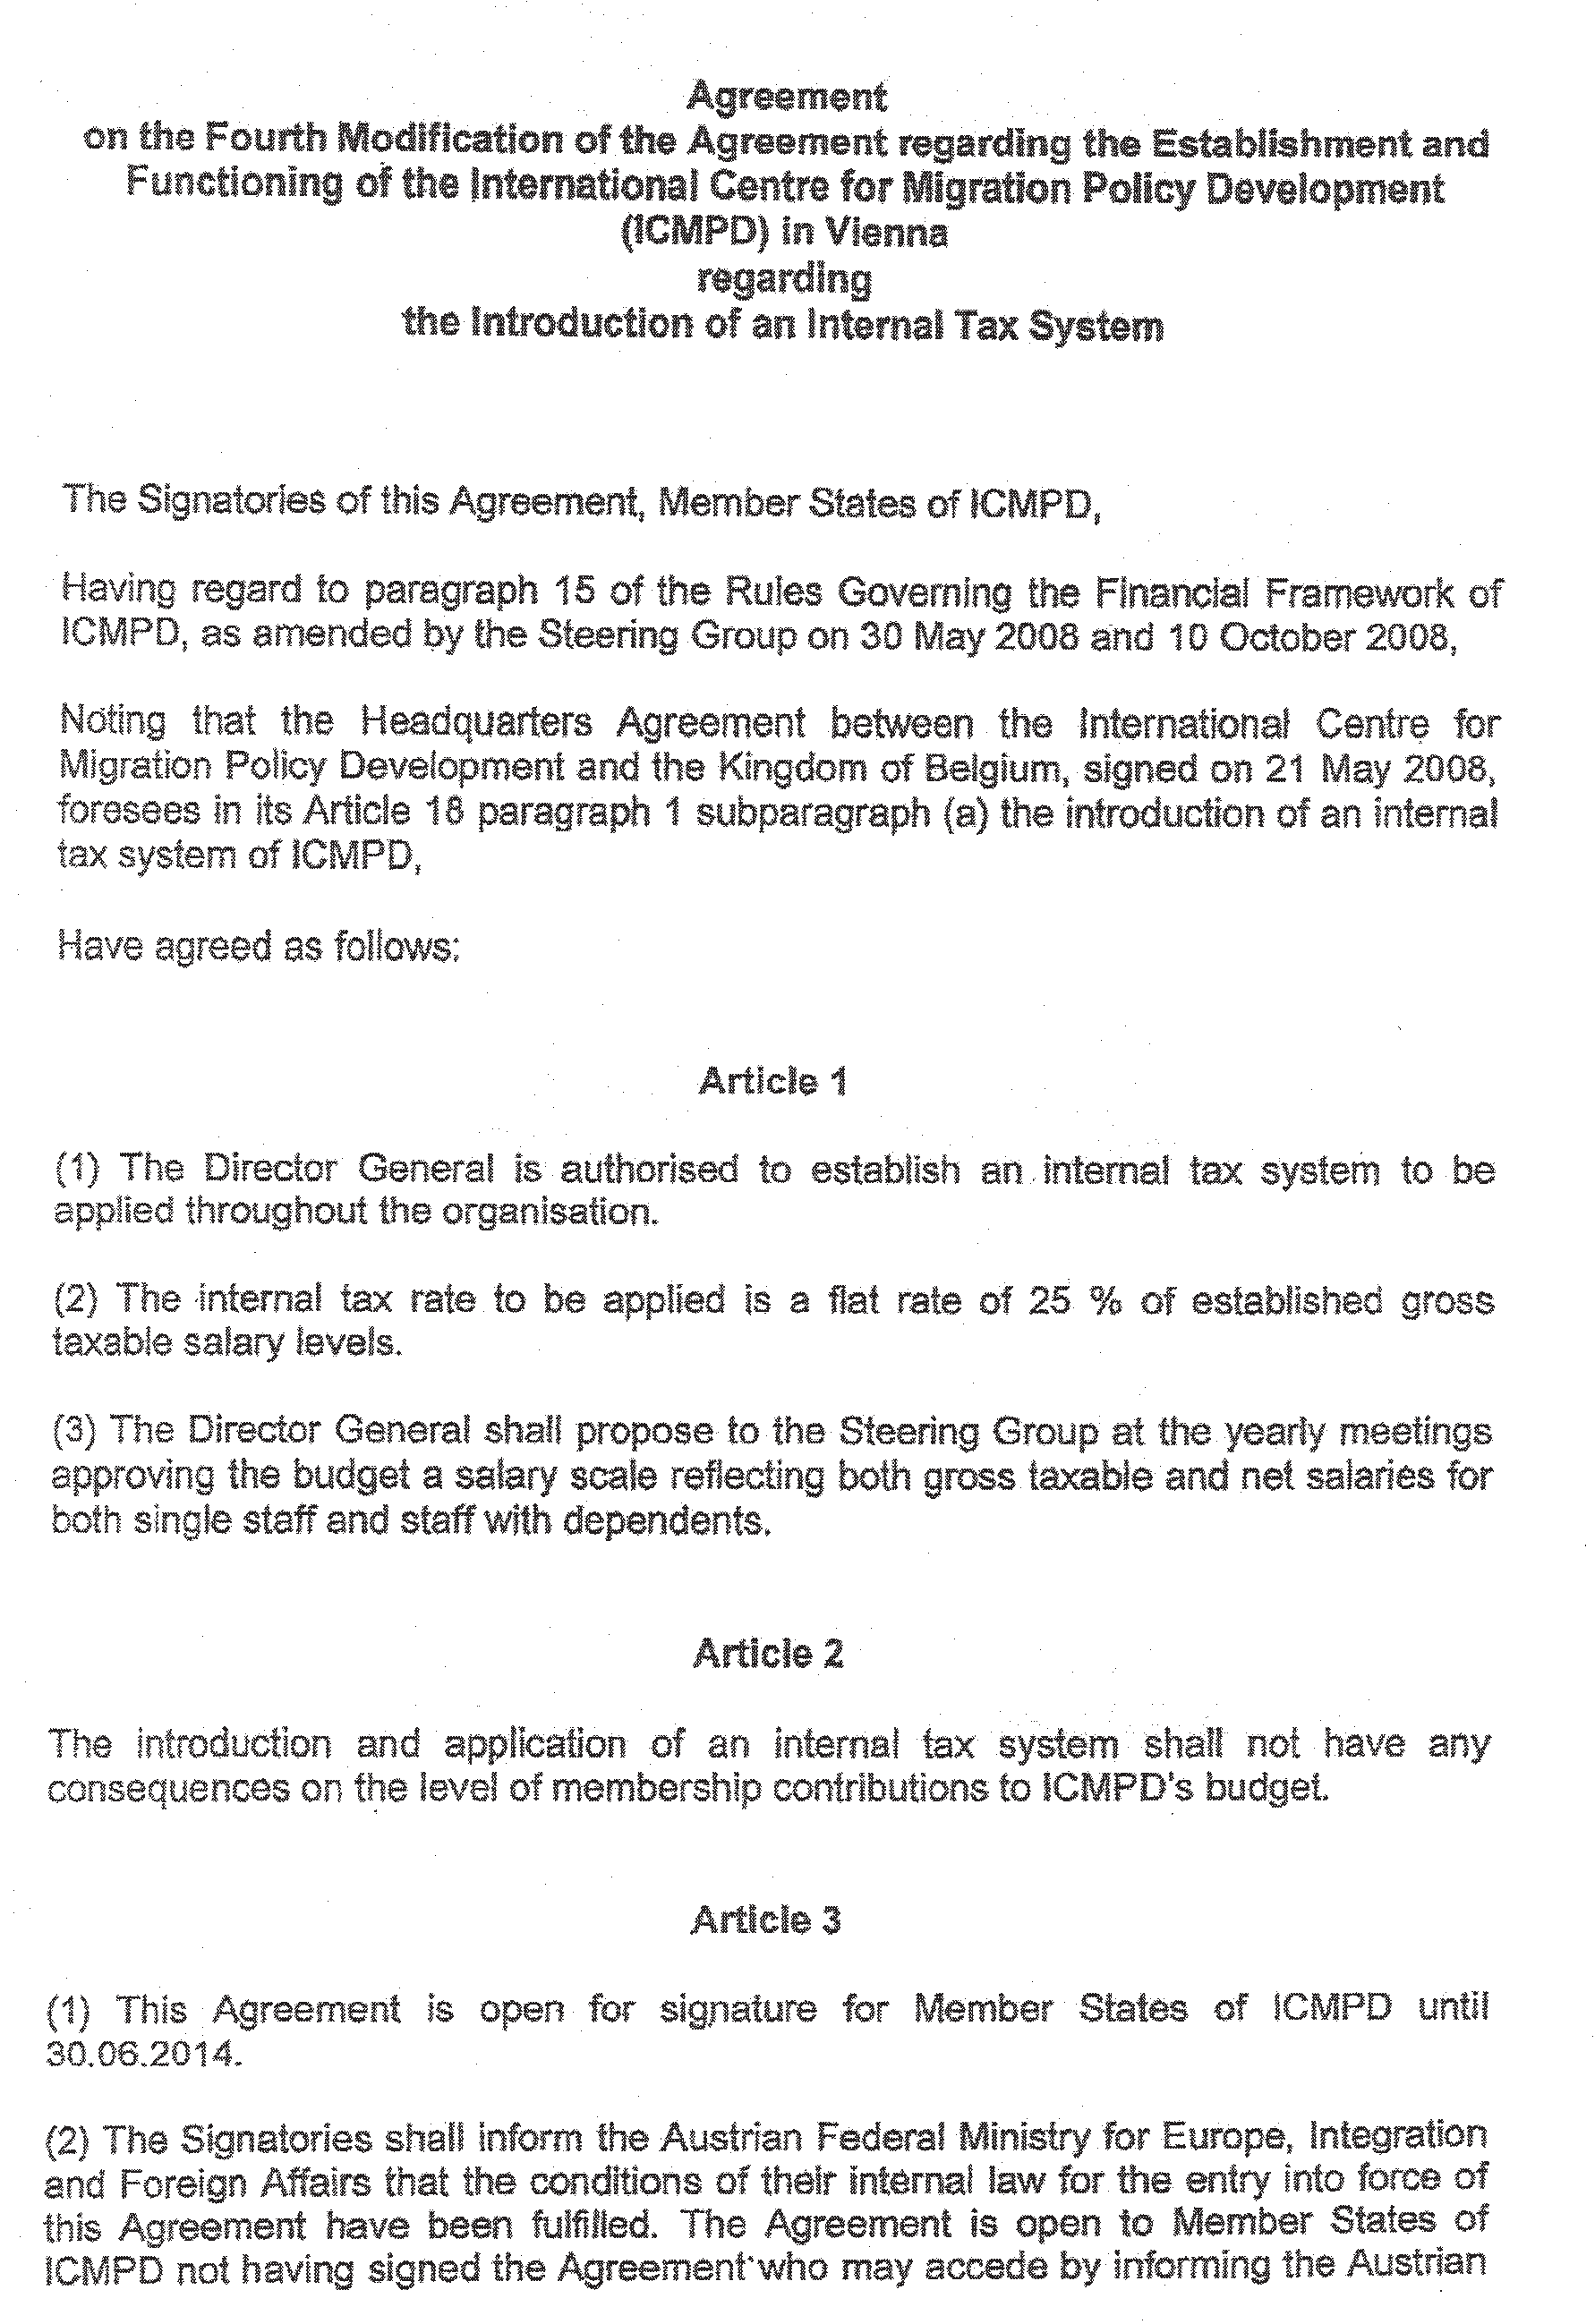 Agreement
on the Fourth Modification of the Agreement regarding the Establishment and
Functioning of the International Centre for Migration Policy Development
(ICMPD) in Vienna
regarding
the Introduction of an Internal Tax System
The Signatories of this Agreement, Member States of ICMPD,
Having regard to paragraph 15 of the Rules Governing the Financial Framework of
ICMPD, as amended by the Steering Group on 30 May 2008 and 10 October 2008,
Noting that the Headquarters Agreement between the International Centre for
Migration Policy Development and the Kingdom of Belgium, signed on 21 May 2008,
foresees in its Article 18 paragraph 1 subparagraph (a) the introduction of an internal
tax system of ICMPD,
Have agreed as follows:
Article 1
(1) The Director General is authorised to establish an internal tax system to be
applied throughout the organisation.
(2) The internal tax rate to be applied is a flat rate of 25 % of established gross
taxable salary levels.
(3) The Director General shall propose to the Steering Group at the yearly meetings
approving the budget a salary scale reflecting both gross taxable and net salaries for
both single staff and staff with dependents.
Article 2
The introduction and application of an internal tax system shall not have any
consequences on the level of membership contributions to ICMPD's budget.
Article 3
(1) This Agreement is open for signature for Member States of ICMPD until
30.06.2014.
(2) The Signatories shall inform the Austrian Federal Ministry for Europe, Integration
and Foreign Affairs that the conditions of their internal law for the entry into force of
this Agreement have been fulfilled. The Agreement is open to Member States of
ICMPD not having signed the Agreement who may accede by informing the Austrian